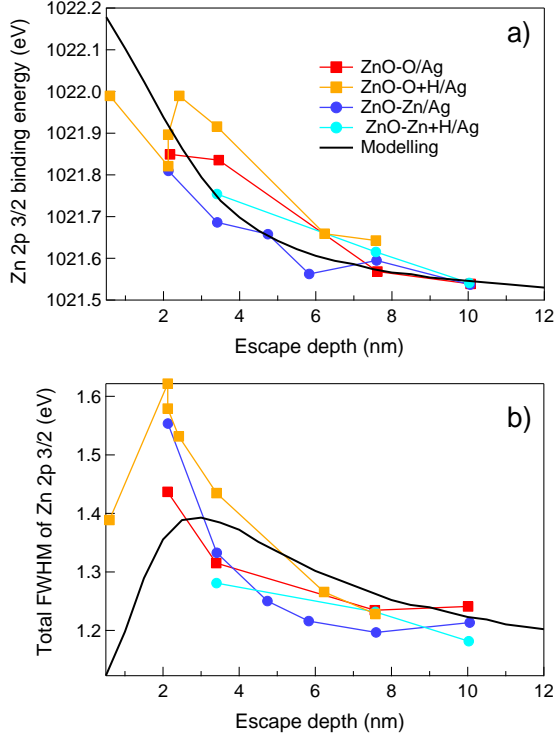 1022.2
1022.1
1022.0
1021.9
1021.8
1021.7
1021.6
1021.5
Zn 2p 3/2 binding energy (eV)
a)
ZnO-O/Ag
ZnO-O+H/Ag
ZnO-Zn/Ag
ZnO-Zn+H/Ag
Modelling
2 4 6 8 10 12
Escape depth (nm)
1.6
1.5
1.4
1.3
1.2
Total FWHM of Zn 2p 3/2 (eV)
b)
2 4 6 8 10 12
Escape depth (nm)